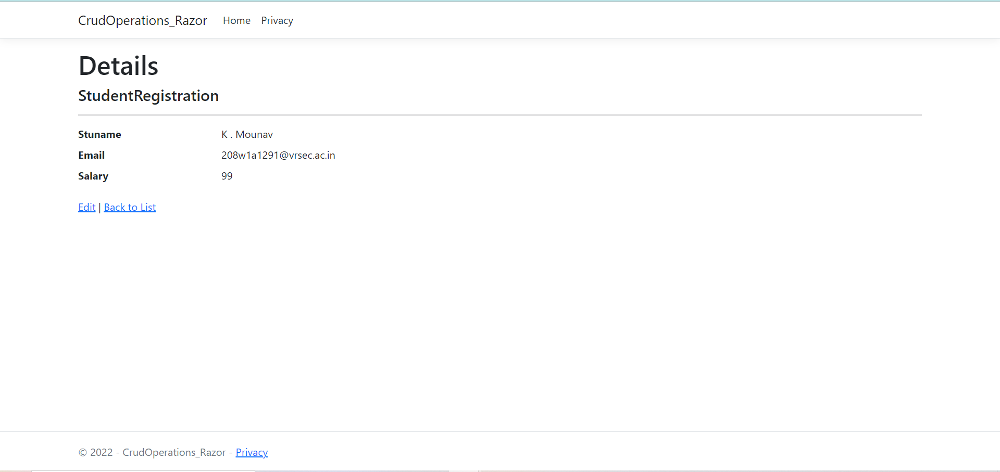 CrudOperations_Razor Home Privacy
Details
StudentRegistration
Stuname K . Mounav
Email 208w1a1291@vrsec.ac.in
Salary 99
Edit | Back to List
© 2022 - CrudOperations_Razor - Privacy